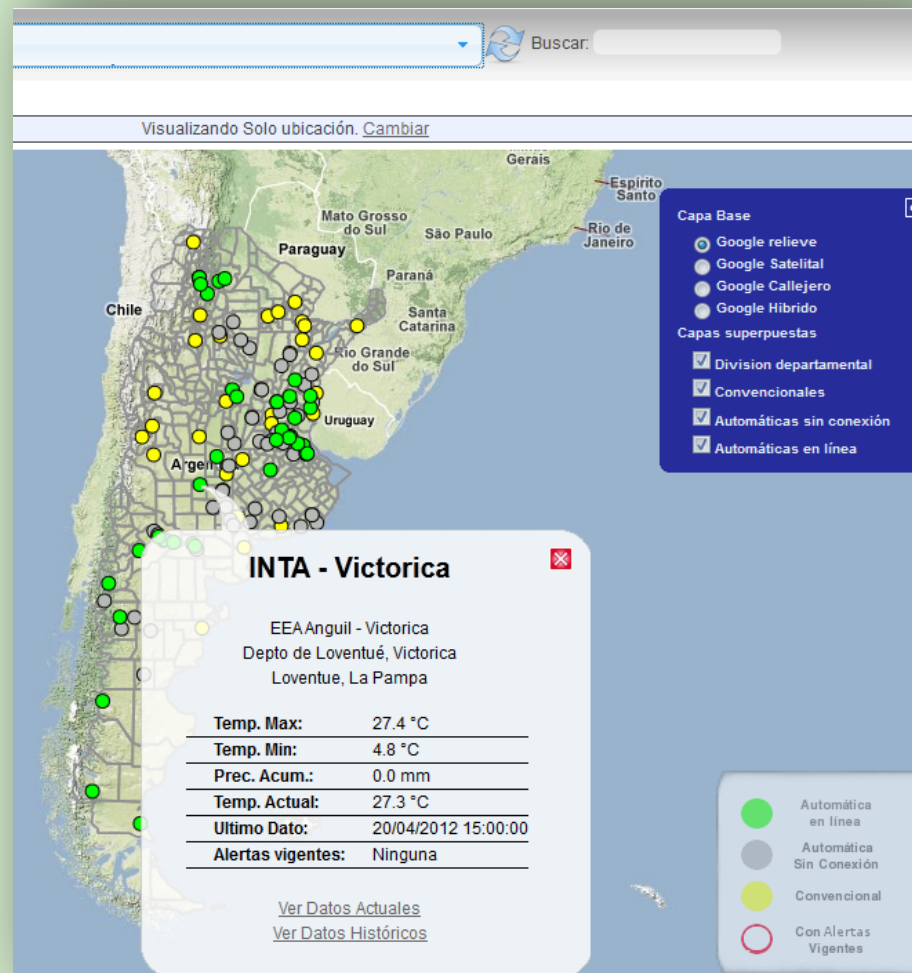 Buscar:
Visualizando Solo ubicación. Cambiar
Gerais
Espirito
Santo
Mato Grosso
do Sul
São Paulo
Rio de
Janeiro
Paraguay
Paraná
Chile
Santa
Catarina
Rio Grande
do Sul
Uruguay
Capa Base
Google relieve
Google Satelital
Google Callejero
Google Hibrido
Capas superpuestas
Division departamental
Convencionales
Automáticas sin conexión
Automáticas en línea
INTA - Victorica
EEA Anguil - Victorica
Depto de Loventué, Victorica
Loventue, La Pampa
Temp. Max: 27.4 °C
Temp. Min: 4.8 °C
Prec. Acum.: 0.0 mm
Temp. Actual: 27.3 °C
Ultimo Dato: 20/04/2012 15:00:00
Alertas vigentes: Ninguna
Ver Datos Actuales
Ver Datos Históricos
Automática
en línea
Automática
Sin Conexión
Convencional
Con Alertas
Vigentes